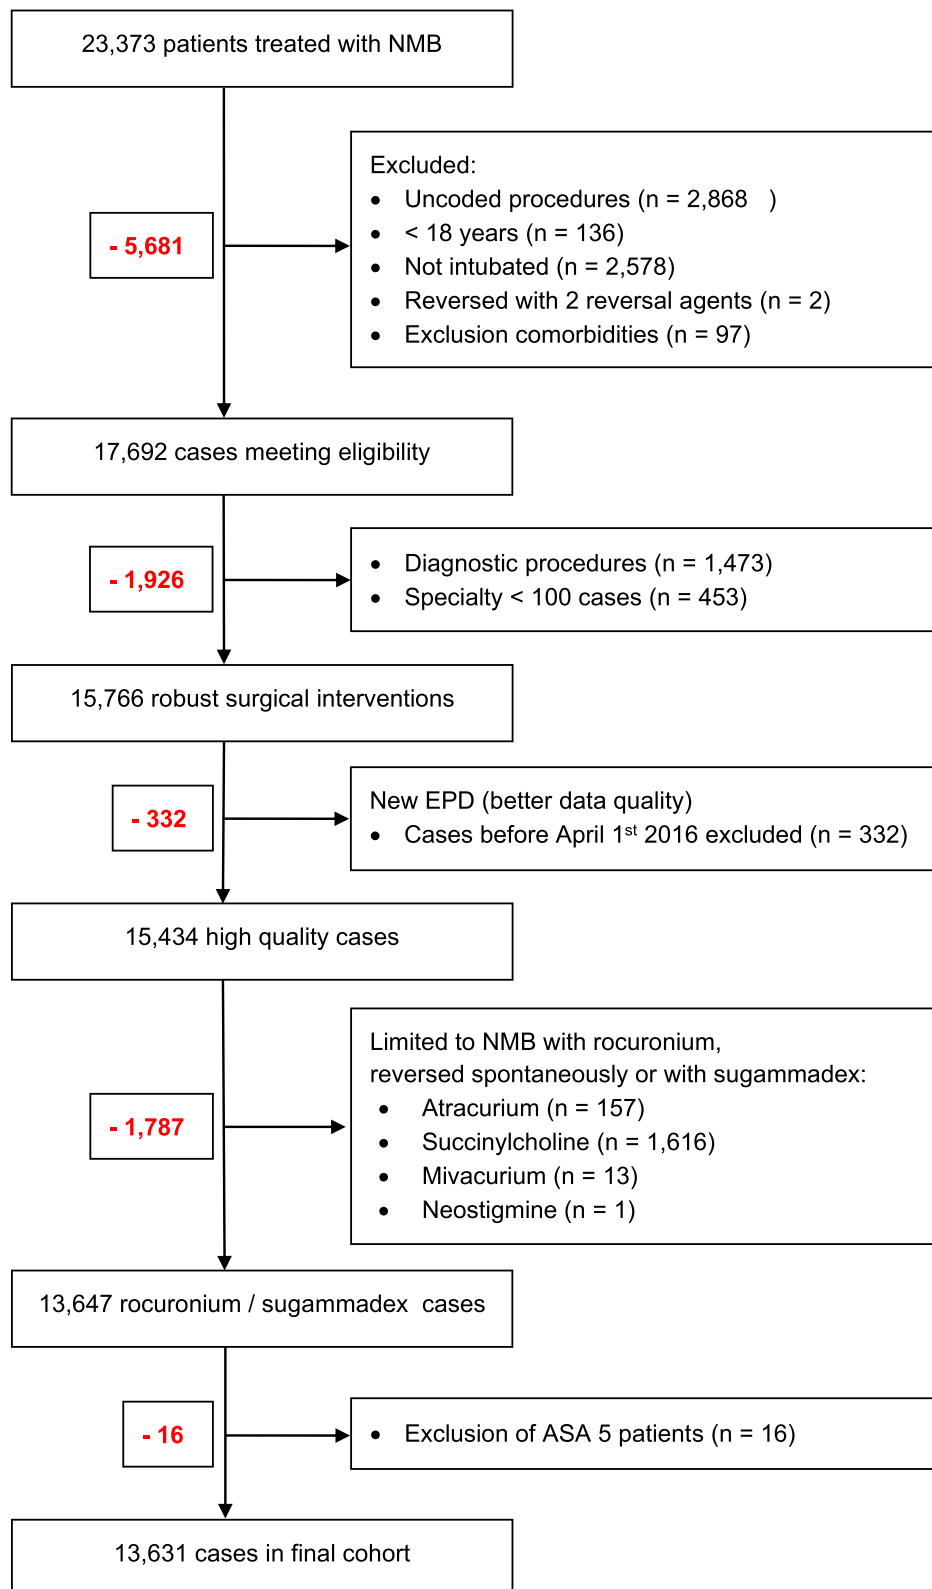 23,373 patients treated with NMB
Excluded:
• Uncoded procedures (n = 2,868 )
• < 18 years (n = 136)
• Not intubated (n = 2,578)
• Reversed with 2 reversal agents (n = 2)
• Exclusion comorbidities (n = 97)
- 5,681
17,692 cases meeting eligibility
• Diagnostic procedures (n = 1,473)
• Specialty < 100 cases (n = 453)
- 1,926
15,766 robust surgical interventions
New EPD (better data quality)
• Cases before April 1st 2016 excluded (n = 332)
- 332
15,434 high quality cases
Limited to NMB with rocuronium,
reversed spontaneously or with sugammadex:
• Atracurium (n = 157)
• Succinylcholine (n = 1,616)
• Mivacurium (n = 13)
• Neostigmine (n = 1)
- 1,787
13,647 rocuronium / sugammadex cases
• Exclusion of ASA 5 patients (n = 16)
- 16
13,631 cases in final cohort